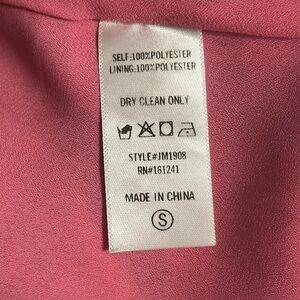 SELF:100%POLYESTER
LINING:100%POLYESTER
DRY CLEAN ONLY
STYLE#JM1908
RN#161241
MADE IN CHINA
S